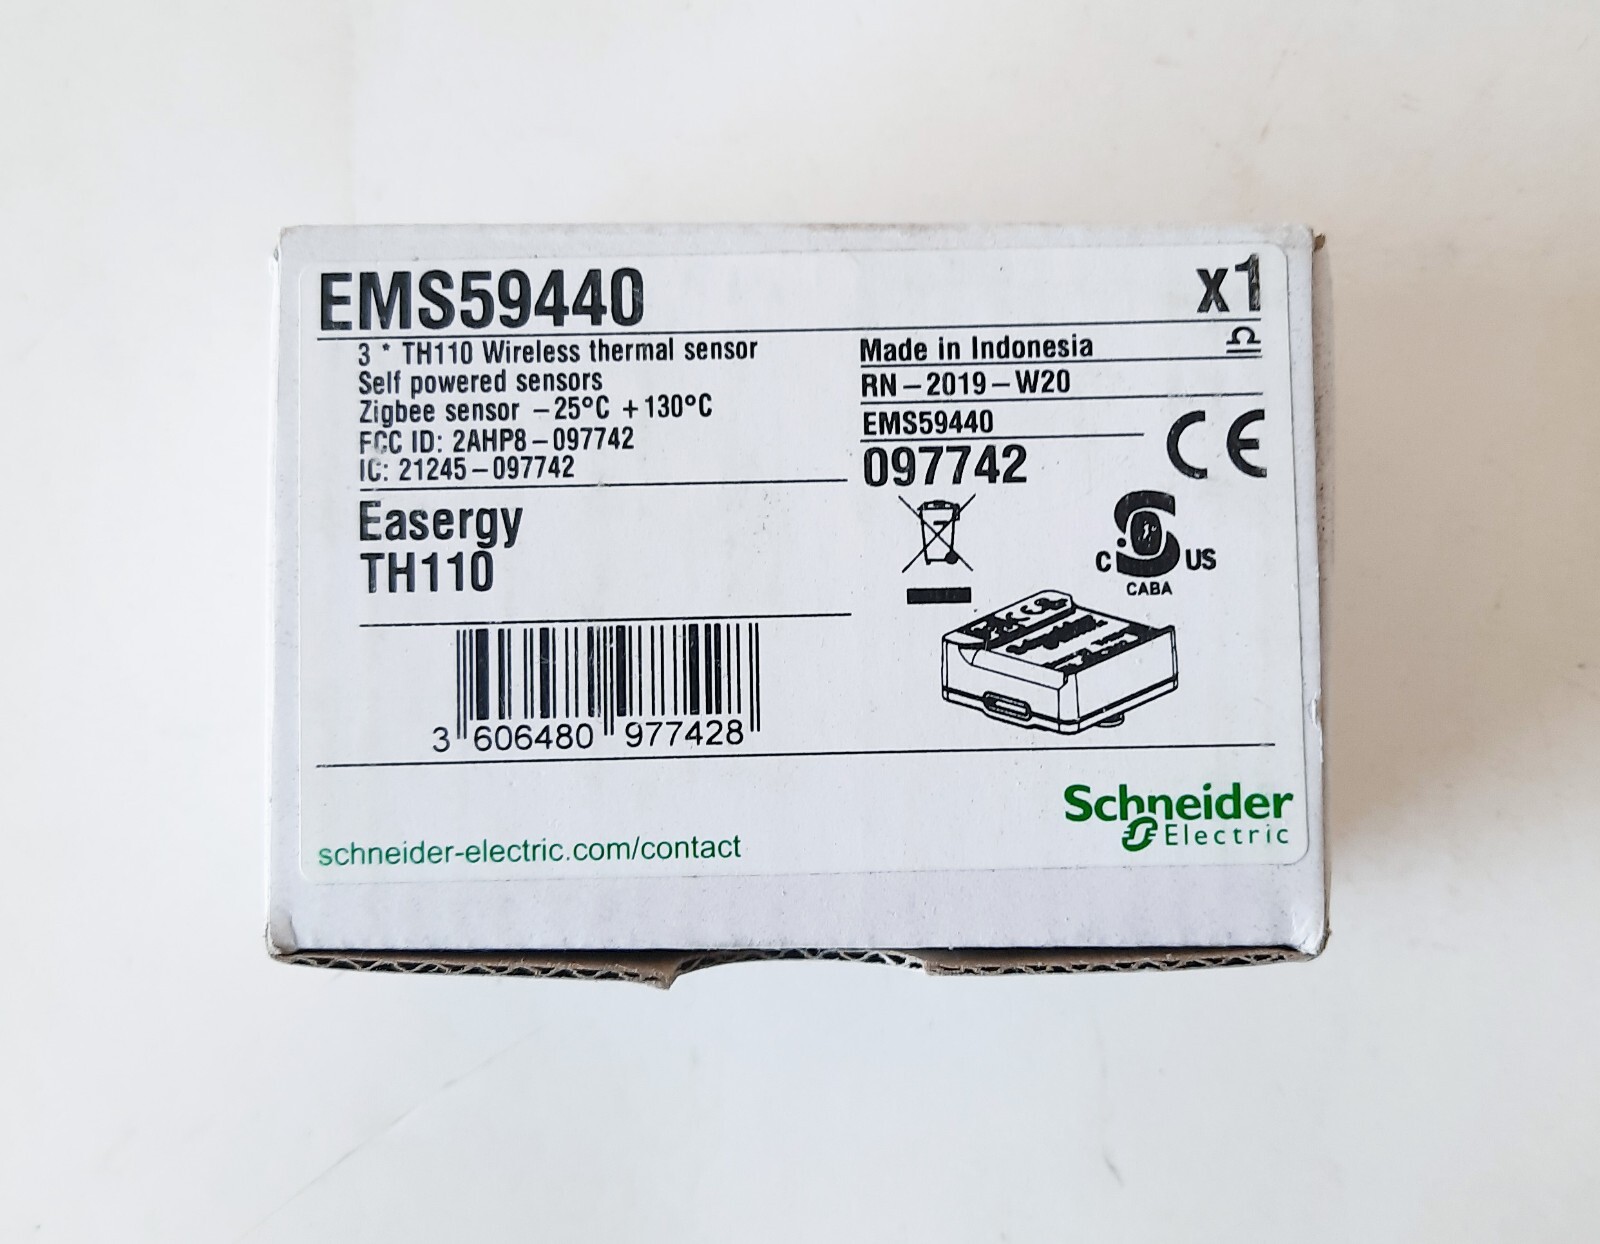 EMS59440
x1
3 * TH110 Wireless thermal sensor
Self powered sensors
Zigbee sensor -25°C +130°C
FCC ID: 2AHP8-097742
IC: 21245-097742
Made in Indonesia
RN-2019-W20
EMS59440
097742
CE
Easergy
TH110
C US
CABA
3 606480 977428
Schneider
Electric
schneider-electric.com/contact